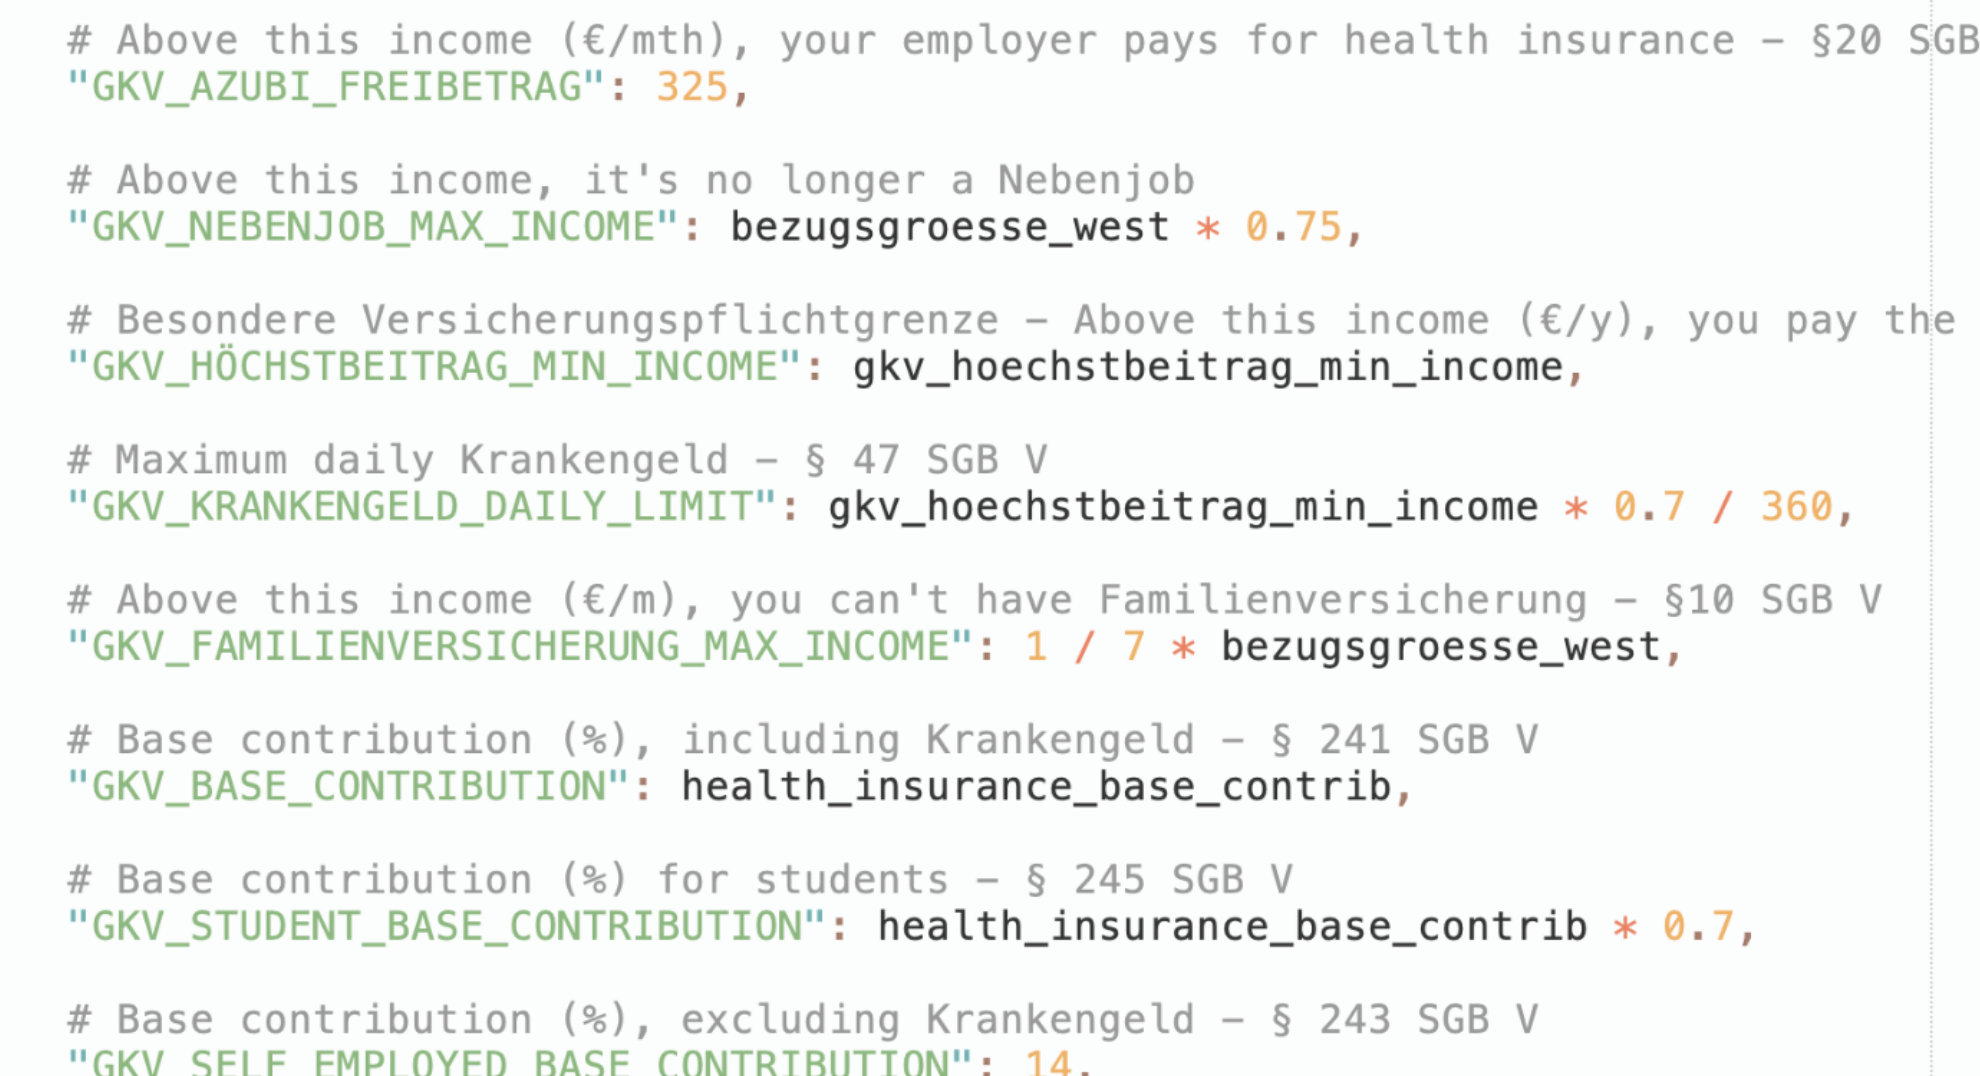 # Above this income (€/mth), your employer pays for health insurance – §20 SGB
"GKV_AZUBI_FREIBETRAG": 325,
# Above this income, it's no longer a Nebenjob
"GKV_NEBENJOB_MAX_INCOME": bezugsgroesse_west * 0.75,
# Besondere Versicherungspflichtgrenze – Above this income (€/y), you pay the
"GKV_HÖCHSTBEITRAG_MIN_INCOME": gkv_hoechstbeitrag_min_income,
# Maximum daily Krankengeld – § 47 SGB V
"GKV_KRANKENGELD_DAILY_LIMIT": gkv_hoechstbeitrag_min_income * 0.7 / 360,
# Above this income (€/m), you can't have Familienversicherung – §10 SGB V
"GKV_FAMILIENVERSICHERUNG_MAX_INCOME": 1 / 7 * bezugsgroesse_west,
# Base contribution (%), including Krankengeld – § 241 SGB V
"GKV_BASE_CONTRIBUTION": health_insurance_base_contrib,
# Base contribution (%) for students – § 245 SGB V
"GKV_STUDENT_BASE_CONTRIBUTION": health_insurance_base_contrib * 0.7,
# Base contribution (%), excluding Krankengeld – § 243 SGB V
"GKV_SELF_EMPLOYED_BASE_CONTRIBUTION": 14,